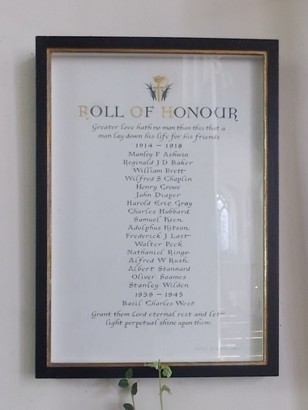 ROLL OF HONOUR
Greater love hath no man than this that a
man lay down his life for his friends
1914 – 1918
Manley F Ashwin
Reginald J D Baker
William Brett
Wilfred S Chaplin
Henry Crowe
John Draper
Harold Eric Gray
Charles Hubbard
Samuel Keen
Adolphus Kitson
Frederick J Last
Walter Peck
Nathaniel Ringe
Alfred W Rush
Albert Stannard
Oliver Soames
Stanley Wilden
1939 – 1945
Basil Charles West
Grant them Lord eternal rest and let
light perpetual shine upon them